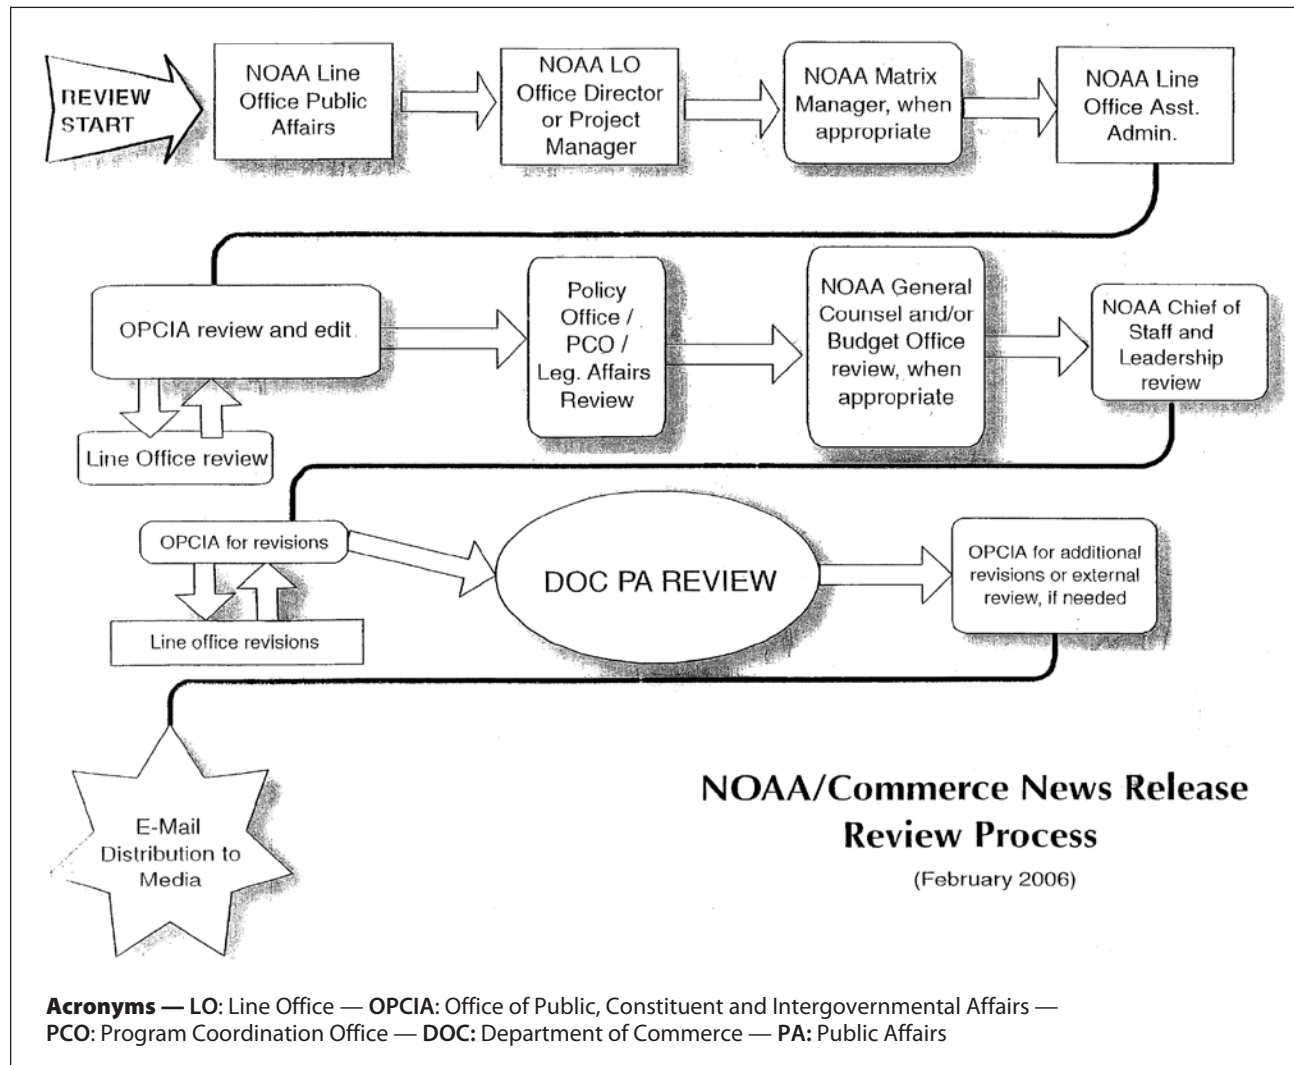 REVIEW
START
NOAA Line
Office Public
Affairs
NOAA LO
Office Director
or Project
Manager
NOAA Matrix
Manager, when
appropriate
NOAA Line
Office Asst.
Admin.
OPCIA review and edit.
Line Office review
Policy
Office /
PCO /
Leg. Affairs
Review
NOAA General
Counsel and/or
Budget Office
review, when
appropriate
NOAA Chief of
Staff and
Leadership
review
OPCIA for revisions
Line office revisions
DOC PA REVIEW
OPCIA for additional
revisions or external
review, if needed
E-Mail
Distribution to
Media
NOAA/Commerce News Release
Review Process
(February 2006)
Acronyms — LO: Line Office — OPCIA: Office of Public, Constituent and Intergovernmental Affairs —
PCO: Program Coordination Office — DOC: Department of Commerce — PA: Public Affairs